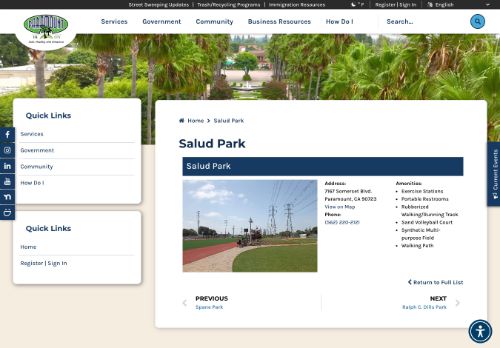 Street Sweeping Updates | Trash/Recycling Programs | Immigration Resources
°F
Register | Sign In
English
PARAMOUNT
Services
Government
Community
Business Resources
How Do I
Search...
Quick Links
Services
Government
Community
How Do I
Quick Links
Home
Register | Sign In
Home > Salud Park
Salud Park
Salud Park
Address:
7167 Somerset Blvd.
Paramount, CA 90723
View on Map
Phone:
(562) 220-2121
Amenities:
Exercise Stations
Portable Restrooms
Rubberized
Walking/Running Track
Sand Volleyball Court
Synthetic Multi-
purpose Field
Walking Path
Return to Full List
PREVIOUS
Spane Park
NEXT
Ralph C. Dills Park
Current Events